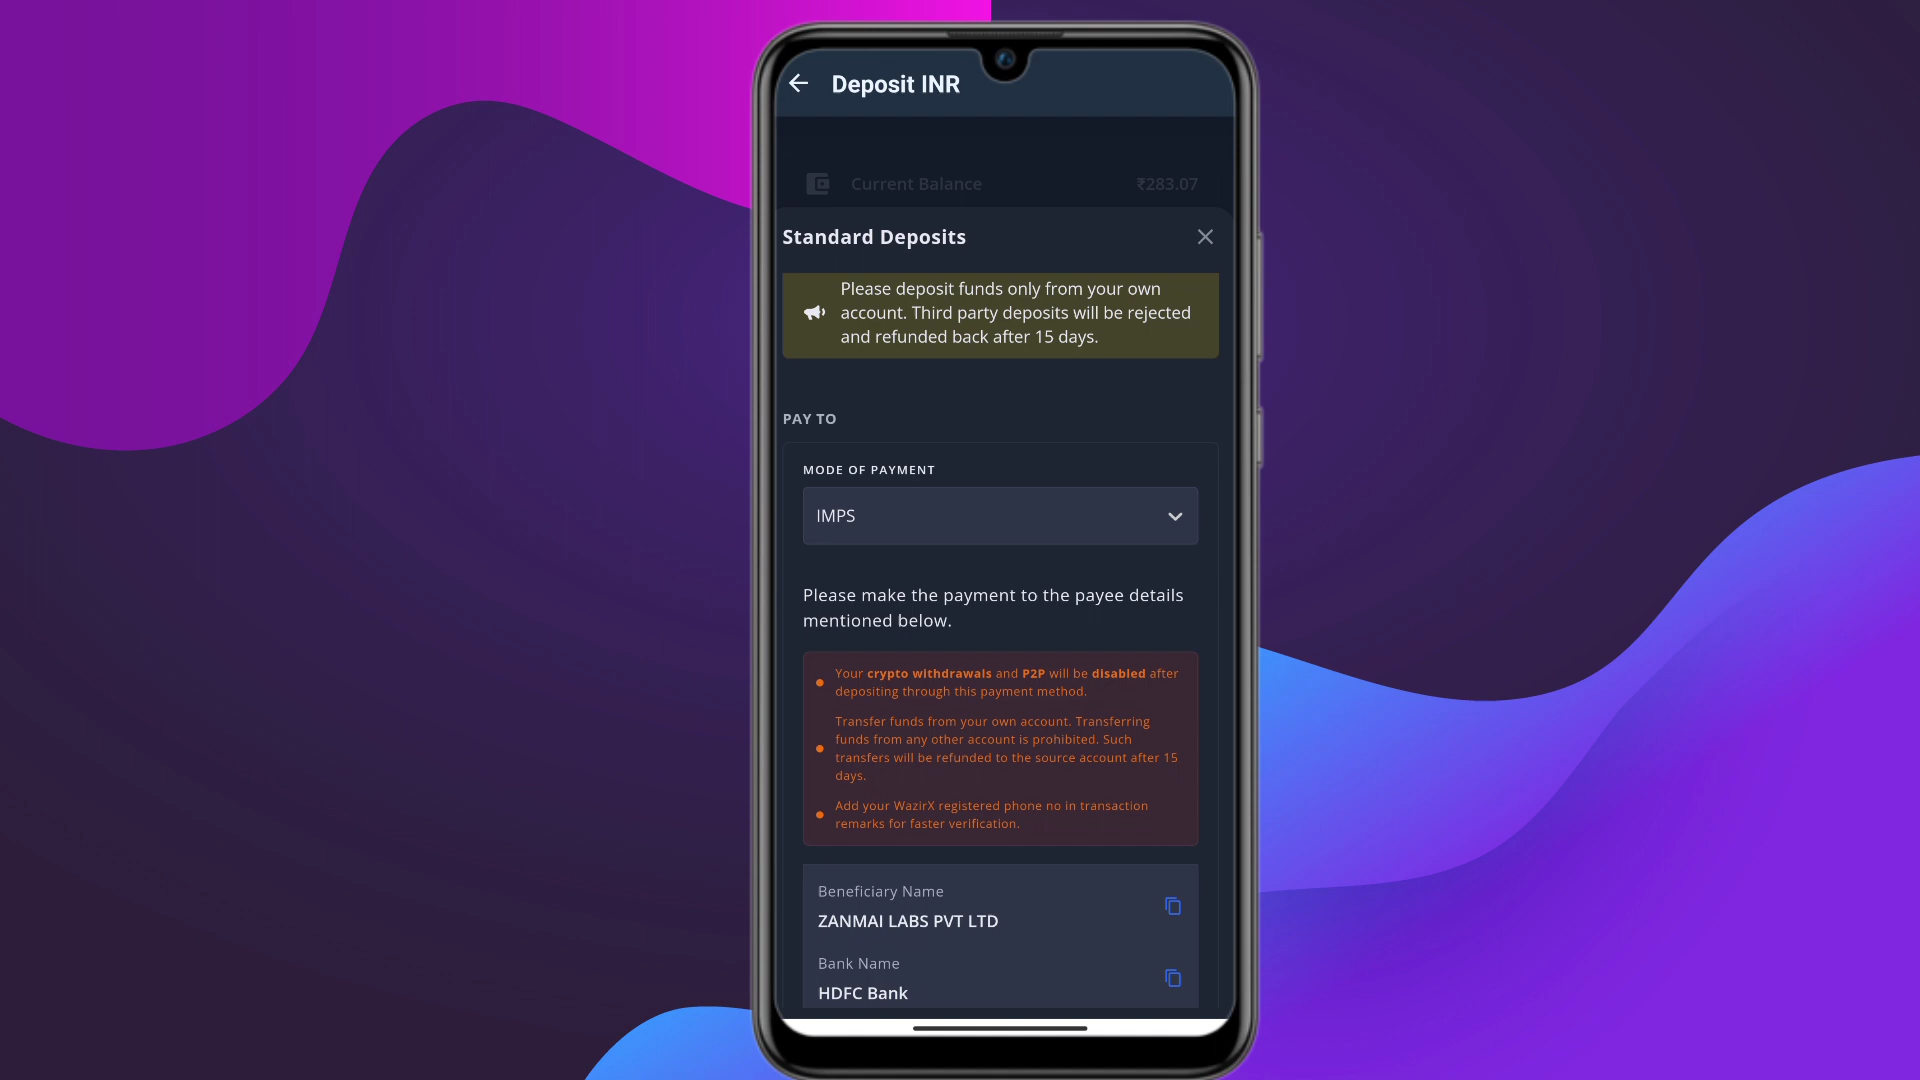 Deposit INR
Current Balance ₹283.07
Standard Deposits
Please deposit funds only from your own
account. Third party deposits will be rejected
and refunded back after 15 days.
PAY TO
MODE OF PAYMENT
IMPS
Please make the payment to the payee details
mentioned below.
Your crypto withdrawals and P2P will be disabled after
depositing through this payment method.
Transfer funds from your own account. Transferring
funds from any other account is prohibited. Such
transfers will be refunded to the source account after 15
days.
Add your WazirX registered phone no in transaction
remarks for faster verification.
Beneficiary Name
ZANMAI LABS PVT LTD
Bank Name
HDFC Bank